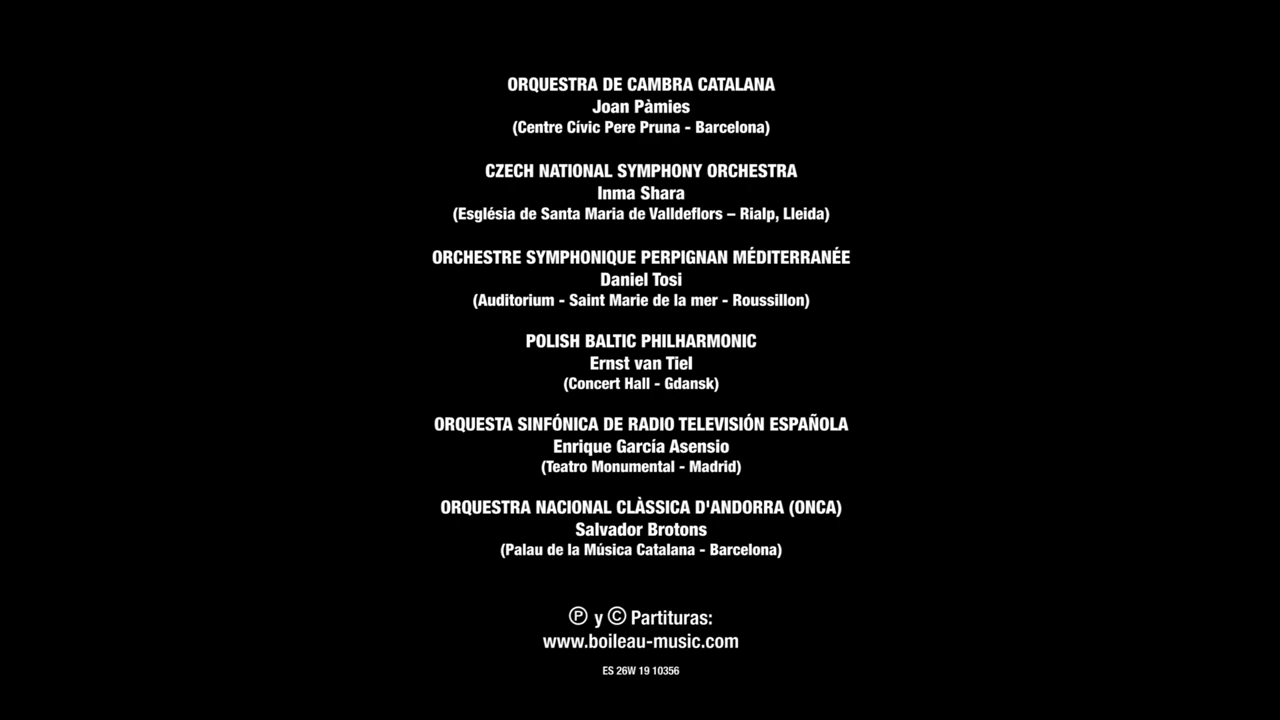 ORQUESTRA DE CAMBRA CATALANA
Joan Pàmies
(Centre Cívic Pere Pruna - Barcelona)
CZECH NATIONAL SYMPHONY ORCHESTRA
Inma Shara
(Església de Santa Maria de Valldeflors – Rialp, Lleida)
ORCHESTRE SYMPHONIQUE PERPIGNAN MÉDITERRANÉE
Daniel Tosi
(Auditorium - Saint Marie de la mer - Roussillon)
POLISH BALTIC PHILHARMONIC
Ernst van Tiel
(Concert Hall - Gdansk)
ORQUESTA SINFÓNICA DE RADIO TELEVISIÓN ESPAÑOLA
Enrique García Asensio
(Teatro Monumental - Madrid)
ORQUESTRA NACIONAL CLÀSSICA D'ANDORRA (ONCA)
Salvador Brotons
(Palau de la Música Catalana - Barcelona)
℗ y © Partituras:
www.boileau-music.com
ES 26W 19 10356